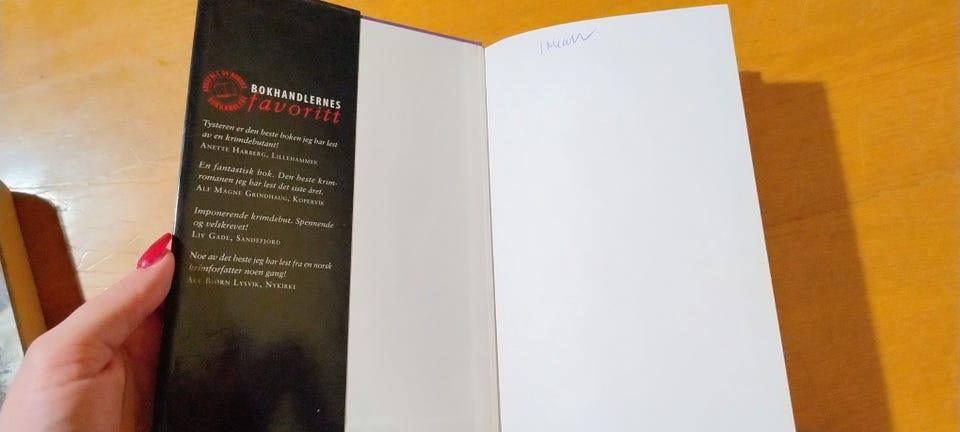 BOKHANDLERNES
favoritt
Tysteren er den beste boken jeg har lest
av en krimdebutant!
Anette Harberg, Lillehammer
En fantastisk bok. Den beste krim-
romanen jeg har lest det siste året.
Alf Magne Grindhaug, Kopervik
Imponerende krimdebut. Spennende
og velskrevet!
Liv Gade, Sandefjord
Noe av det beste jeg har lest fra en norsk
krimforfatter noen gang!
Alf Bjørn Lysvik, Nykirke